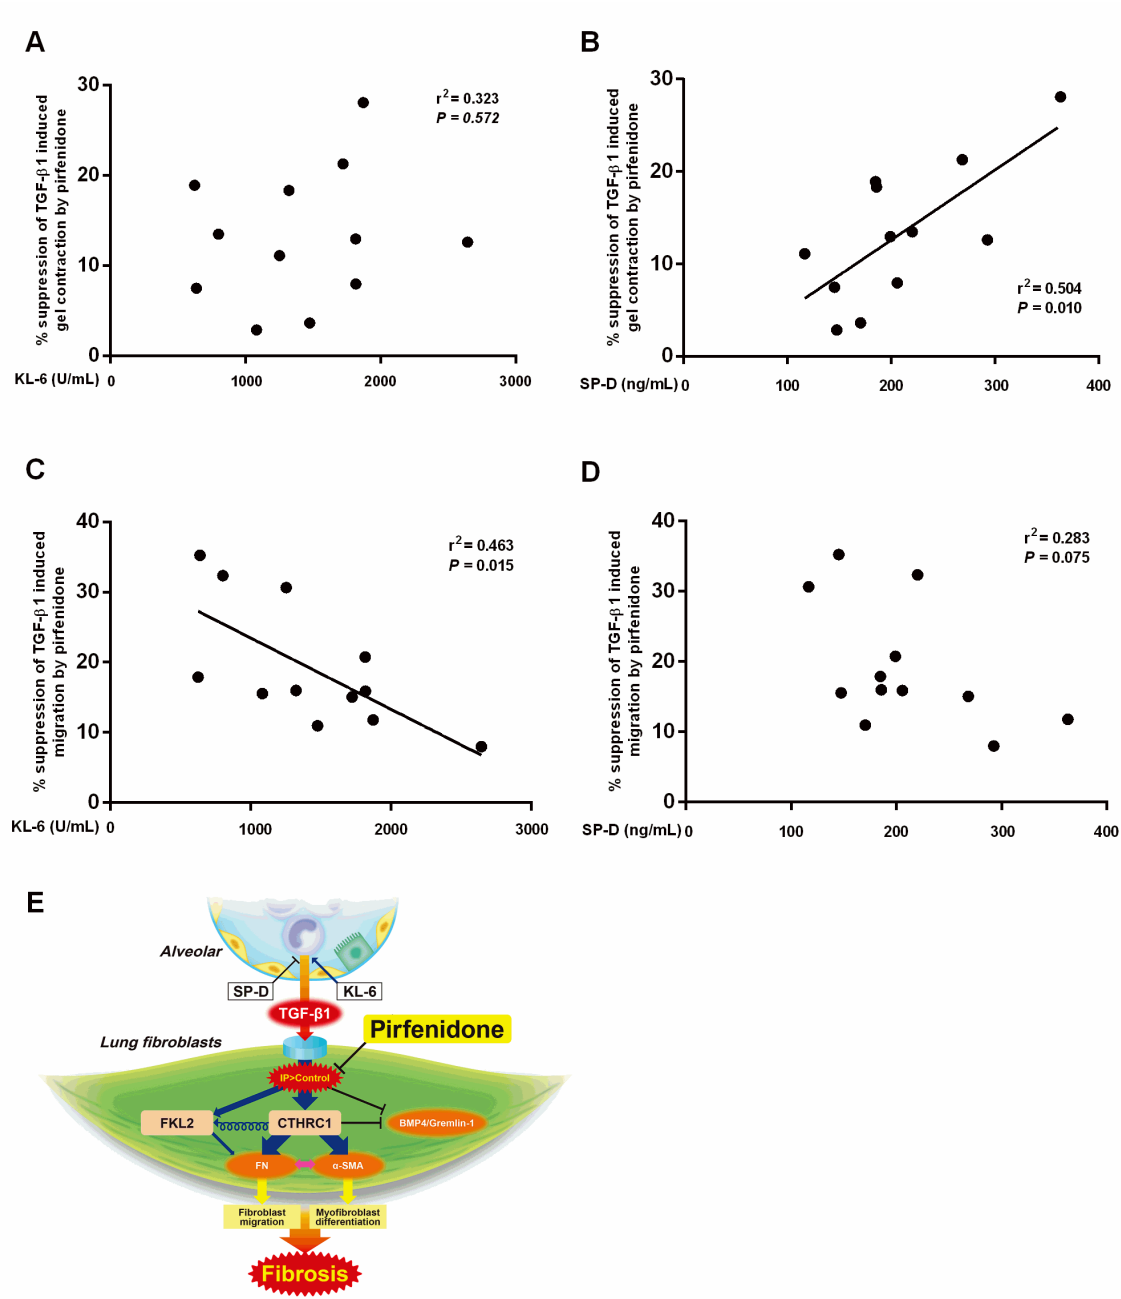 A
% suppression of TGF-β1 induced
gel contraction by pirfenidone
30
20
10
0
r2 = 0.323
P = 0.572
KL-6 (U/mL) 0 1000 2000 3000
B
% suppression of TGF-β1 induced
gel contraction by pirfenidone
30
20
10
0
r2 = 0.504
P = 0.010
SP-D (ng/mL) 0 100 200 300 400
C
% suppression of TGF-β1 induced
migration by pirfenidone
40
30
20
10
0
r2 = 0.463
P = 0.015
KL-6 (U/mL) 0 1000 2000 3000
D
% suppression of TGF-β1 induced
migration by pirfenidone
40
30
20
10
0
r2 = 0.283
P = 0.075
SP-D (ng/mL) 0 100 200 300 400
E
Alveolar
SP-D
KL-6
TGF-β1
Pirfenidone
Lung fibroblasts
IP>Control
FKL2
CTHRC1
BMP4/Gremlin-1
FN
α-SMA
Fibroblast
migration
Myofibroblast
differentiation
Fibrosis